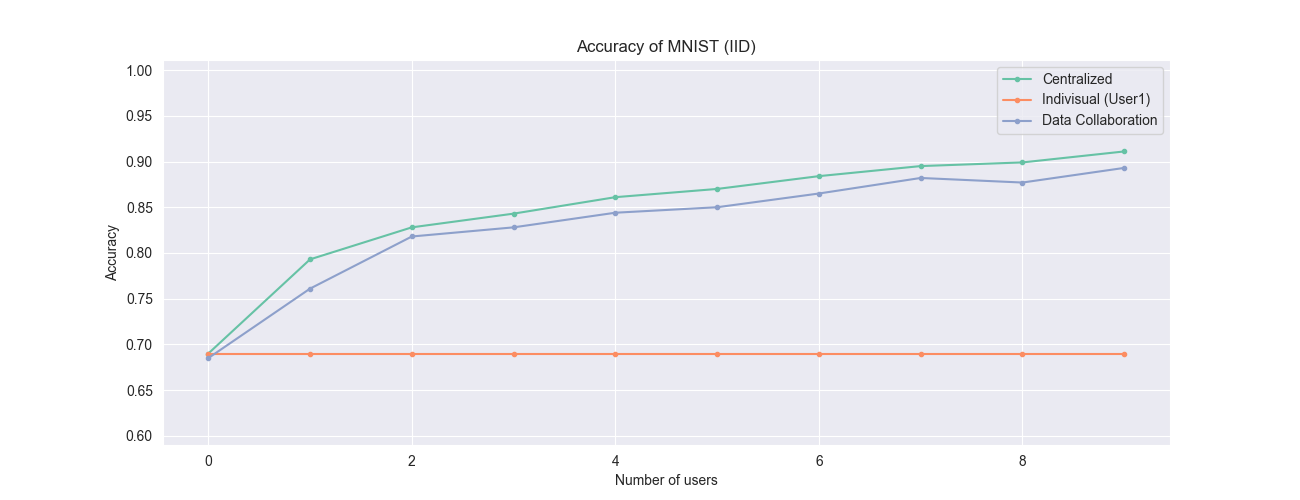 Accuracy of MNIST (IID)
1.00
0.95
0.90
0.85
0.80
0.75
0.70
0.65
0.60
Accuracy
Centralized
Indivisual (User1)
Data Collaboration
0 2 4 6 8
Number of users